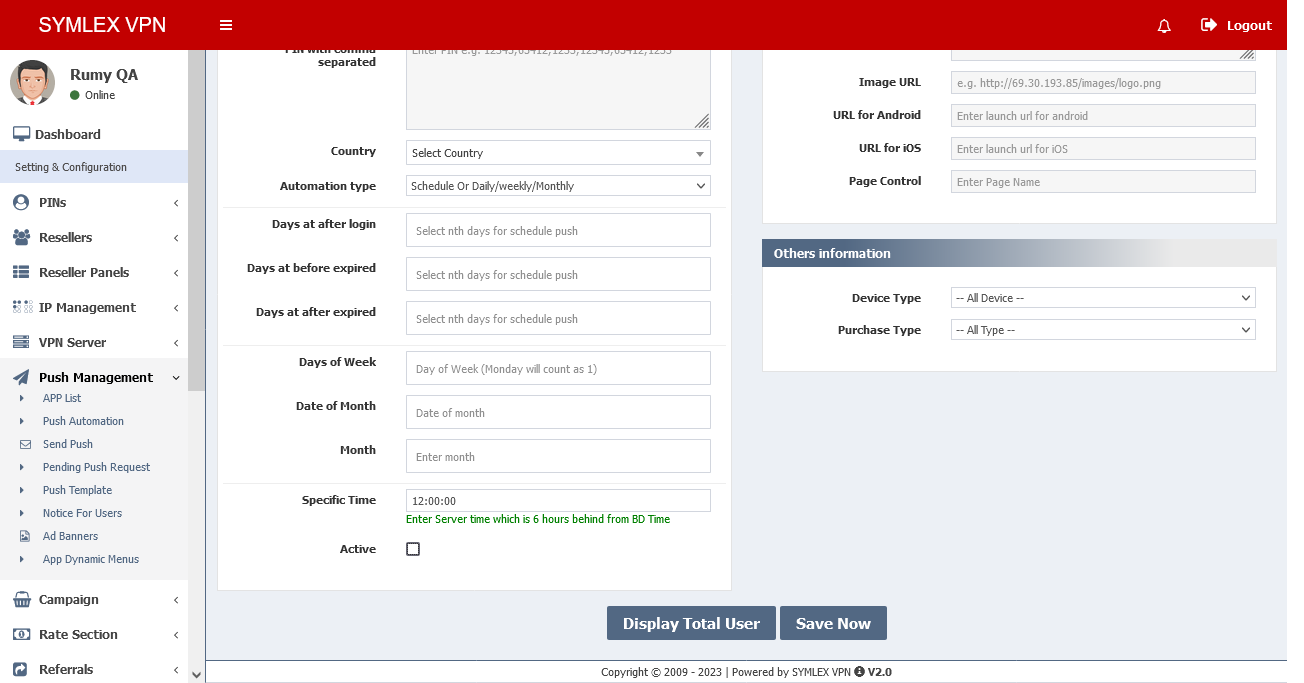 SYMLEX VPN
Logout
Rumy QA
Online
Dashboard
Setting & Configuration
PINs
Resellers
Reseller Panels
IP Management
VPN Server
Push Management
APP List
Push Automation
Send Push
Pending Push Request
Push Template
Notice For Users
Ad Banners
App Dynamic Menus
Campaign
Rate Section
Referrals
PIN with comma
separated
Enter PIN e.g. 12345,65412,1235,12345,65412,1235
Country
Select Country
Automation type
Schedule Or Daily/weekly/Monthly
Days at after login
Select nth days for schedule push
Days at before expired
Select nth days for schedule push
Days at after expired
Select nth days for schedule push
Days of Week
Day of Week (Monday will count as 1)
Date of Month
Date of month
Month
Enter month
Specific Time
12:00:00
Enter Server time which is 6 hours behind from BD Time
Active
Image URL
e.g. http://69.30.193.85/images/logo.png
URL for Android
Enter launch url for android
URL for iOS
Enter launch url for iOS
Page Control
Enter Page Name
Others information
Device Type
-- All Device --
Purchase Type
-- All Type --
Display Total User
Save Now
Copyright © 2009 - 2023 | Powered by SYMLEX VPN V2.0